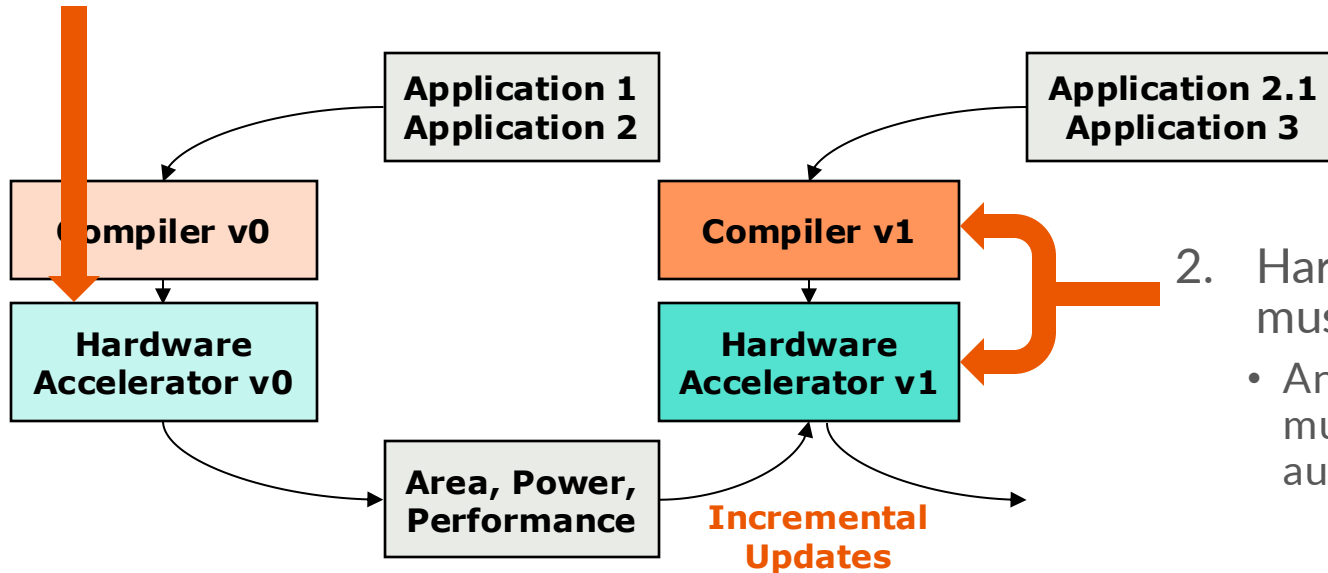 Application 1
Application 2
Application 2.1
Application 3
Compiler v0
Compiler v1
Hardware
Accelerator v0
Hardware
Accelerator v1
Area, Power,
Performance
Incremental
Updates
2.